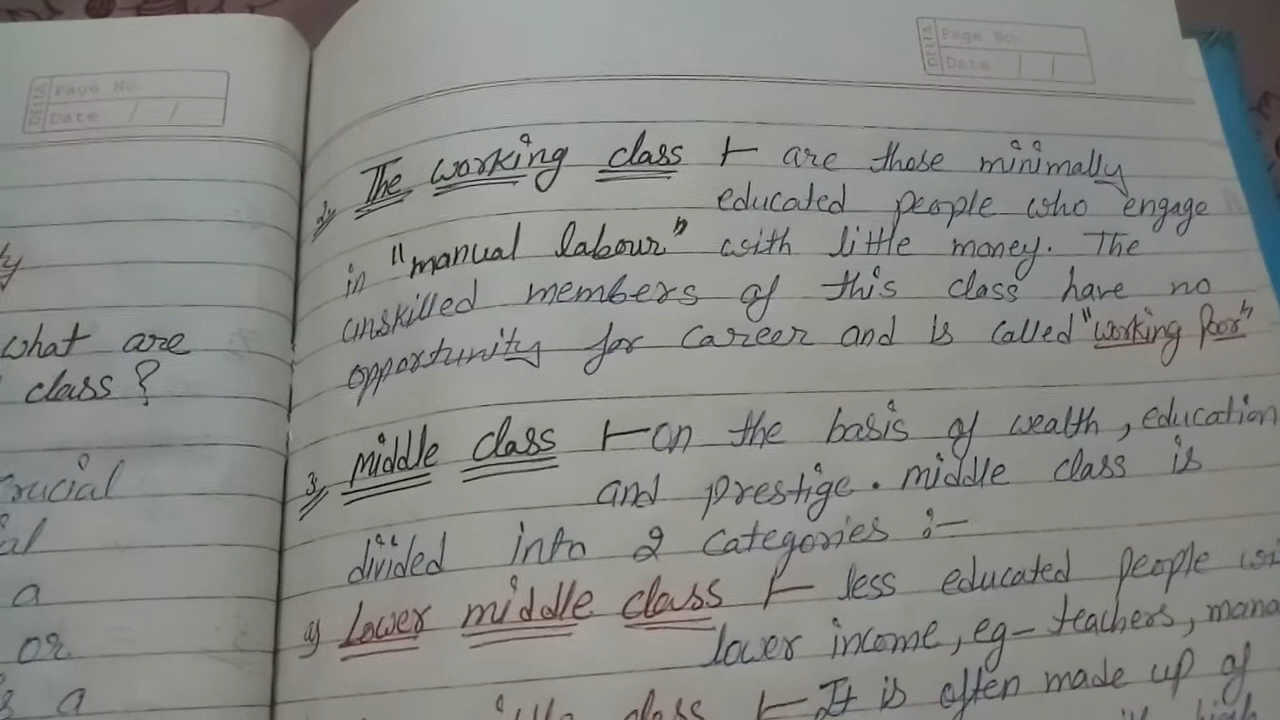 DELTA Page No.
Date / /
what are
class?
crucial
al
a
or
a
DELTA Page No.
Date / /
2) The working class :- are those minimally
educated people who engage
in "manual labour" with little money. The
unskilled members of this class have no
opportunity for career and is called "working poor"
3) Middle class :- on the basis of wealth, education
and prestige. middle class is
divided into 2 categories :-
a) Lower middle class :- less educated people
lower income, eg- teachers,
class :- It is often made up of